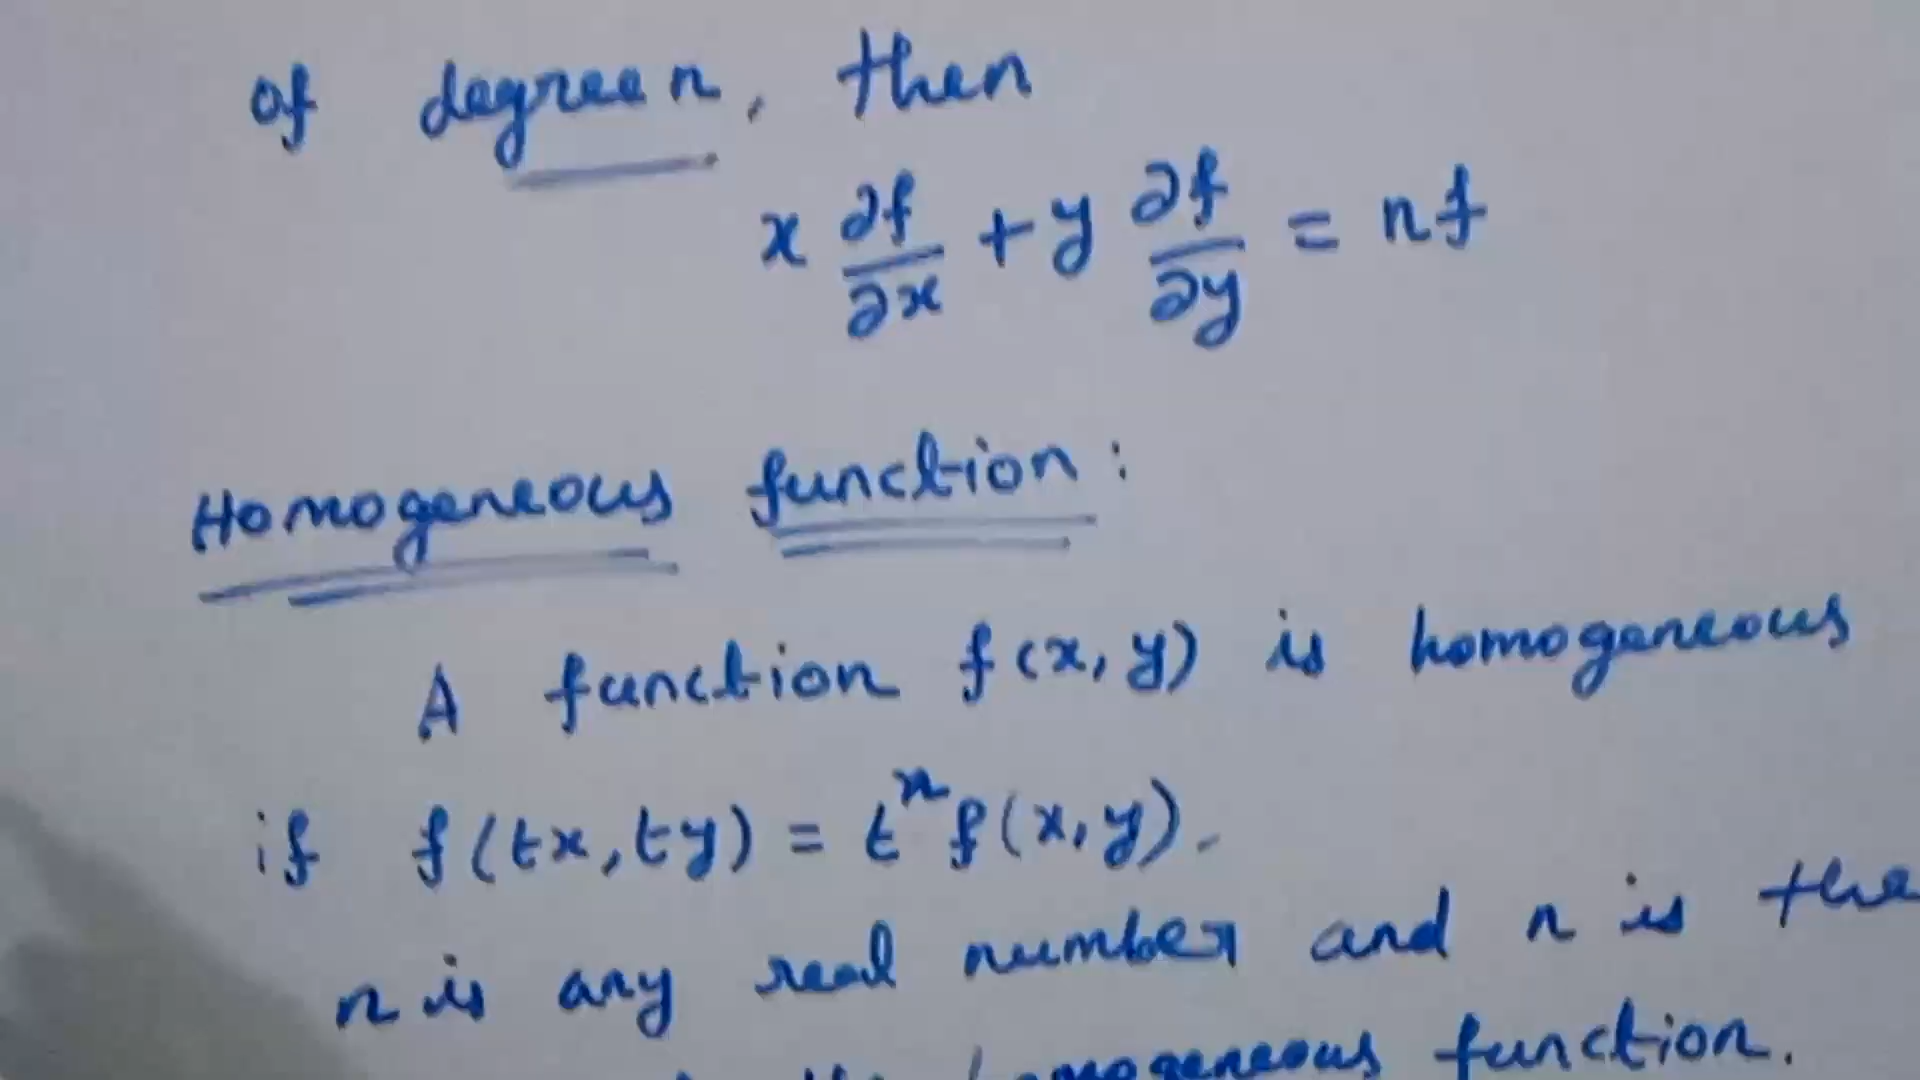 of degree n, then
x ∂f/∂x + y ∂f/∂y = nf
Homogeneous function:
A function f(x,y) is homogeneous
if f(tx,ty) = t^n f(x,y).
n is any real number and n is the
homogeneous function.